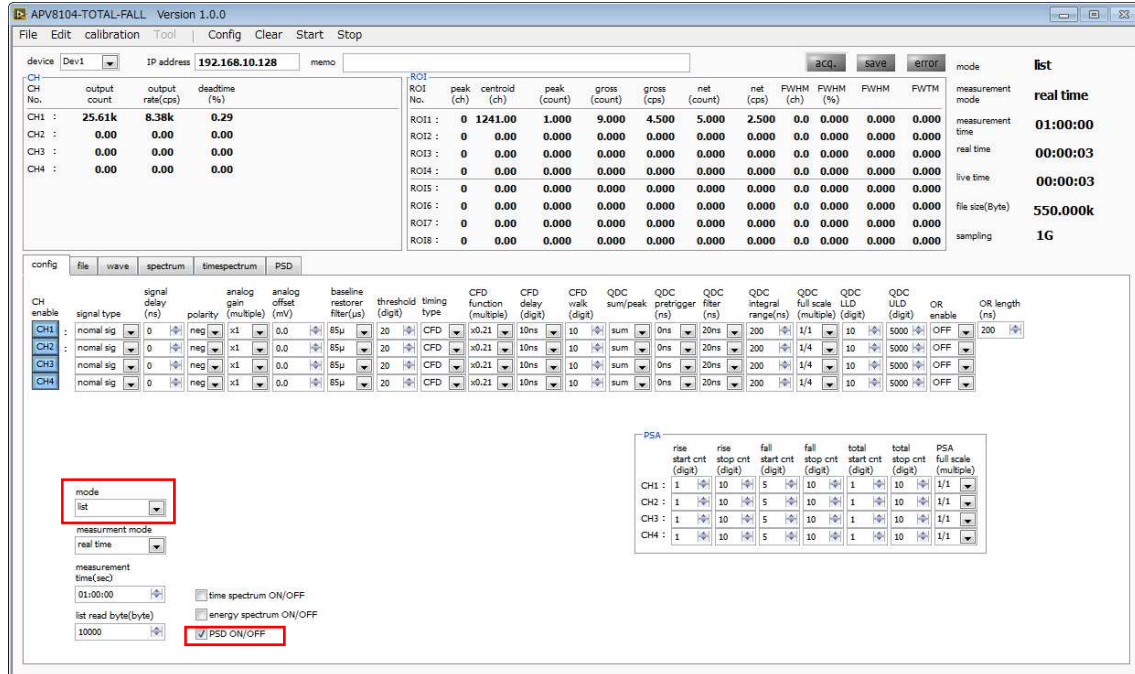 APV8104-TOTAL-FALL Version 1.0.0
File Edit calibration Tool | Config Clear Start Stop
device Dev1 IP address 192.168.10.128 memo acq. save error
mode list
measurement mode real time
measurement time 01:00:00
real time 00:00:03
live time 00:00:03
file size(Byte) 550.000k
sampling 1G
CH
CH No. output count output rate(cps) deadtime (%)
CH1 : 25.61k 8.38k 0.29
CH2 : 0.00 0.00 0.00
CH3 : 0.00 0.00 0.00
CH4 : 0.00 0.00 0.00
ROI
ROI No. peak (ch) centroid (ch) peak (count) gross (count) gross (cps) net (count) net (cps) FWHM (ch) FWHM (%) FWHM FWTM
ROI1 : 0 1241.00 1.000 9.000 4.500 5.000 2.500 0.0 0.000 0.000 0.000
ROI2 : 0 0.00 0.000 0.000 0.000 0.000 0.000 0.0 0.000 0.000 0.000
ROI3 : 0 0.00 0.000 0.000 0.000 0.000 0.000 0.0 0.000 0.000 0.000
ROI4 : 0 0.00 0.000 0.000 0.000 0.000 0.000 0.0 0.000 0.000 0.000
ROI5 : 0 0.00 0.000 0.000 0.000 0.000 0.000 0.0 0.000 0.000 0.000
ROI6 : 0 0.00 0.000 0.000 0.000 0.000 0.000 0.0 0.000 0.000 0.000
ROI7 : 0 0.00 0.000 0.000 0.000 0.000 0.000 0.0 0.000 0.000 0.000
ROI8 : 0 0.00 0.000 0.000 0.000 0.000 0.000 0.0 0.000 0.000 0.000
config file wave spectrum timespectrum PSD
CH enable signal type signal delay (ns) polarity analog gain (multiple) analog offset (mV) baseline restorer filter(μs) threshold (digit) timing type CFD function (multiple) CFD delay (digit) CFD walk (digit) QDC sum/peak QDC pretrigger (ns) QDC filter (ns) QDC integral range(ns) QDC full scale (multiple) QDC LLD (digit) QDC ULD (digit) OR enable OR length (ns)
CH1 : nomal sig 0 neg x1 0.0 85μ 20 CFD x0.21 10ns 10 sum 0ns 20ns 200 1/1 10 5000 OFF 200
CH2 : nomal sig 0 neg x1 0.0 85μ 20 CFD x0.21 10ns 10 sum 0ns 20ns 200 1/4 10 5000 OFF
CH3 nomal sig 0 neg x1 0.0 85μ 20 CFD x0.21 10ns 10 sum 0ns 20ns 200 1/4 10 5000 OFF
CH4 nomal sig 0 neg x1 0.0 85μ 20 CFD x0.21 10ns 10 sum 0ns 20ns 200 1/4 10 5000 OFF
PSA
rise start cnt (digit) rise stop cnt (digit) fall start cnt (digit) fall stop cnt (digit) total start cnt (digit) total stop cnt (digit) PSA full scale (multiple)
CH1 : 1 10 5 10 1 10 1/1
CH2 : 1 10 5 10 1 10 1/1
CH3 : 1 10 5 10 1 10 1/1
CH4 : 1 10 5 10 1 10 1/1
mode
list
measurment mode
real time
measurement
time(sec)
01:00:00
time spectrum ON/OFF
list read byte(byte)
energy spectrum ON/OFF
10000
PSD ON/OFF